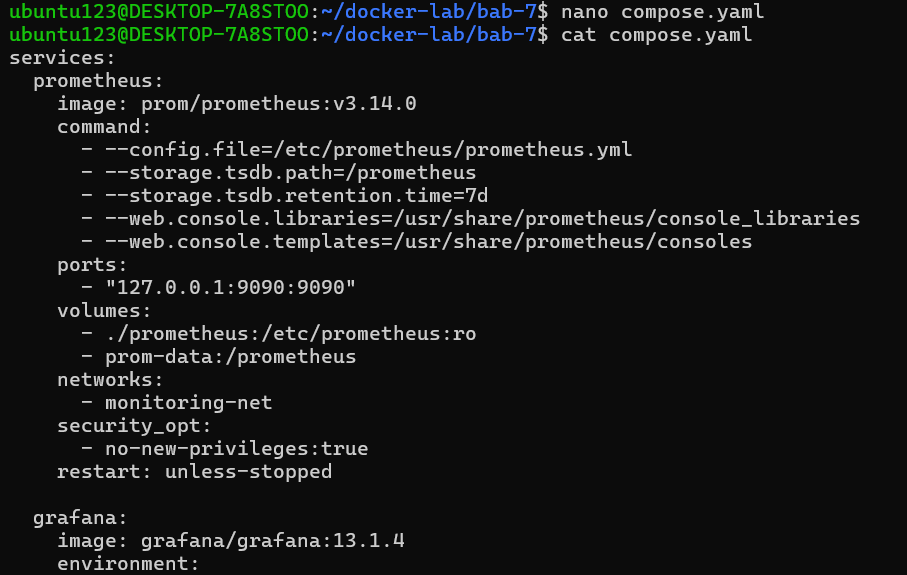 ubuntu123@DESKTOP-7A8STOO:~/docker-lab/bab-7$ nano compose.yaml
ubuntu123@DESKTOP-7A8STOO:~/docker-lab/bab-7$ cat compose.yaml
services:
  prometheus:
    image: prom/prometheus:v3.14.0
    command:
      - --config.file=/etc/prometheus/prometheus.yml
      - --storage.tsdb.path=/prometheus
      - --storage.tsdb.retention.time=7d
      - --web.console.libraries=/usr/share/prometheus/console_libraries
      - --web.console.templates=/usr/share/prometheus/consoles
    ports:
      - "127.0.0.1:9090:9090"
    volumes:
      - ./prometheus:/etc/prometheus:ro
      - prom-data:/prometheus
    networks:
      - monitoring-net
    security_opt:
      - no-new-privileges:true
    restart: unless-stopped

  grafana:
    image: grafana/grafana:13.1.4
    environment: